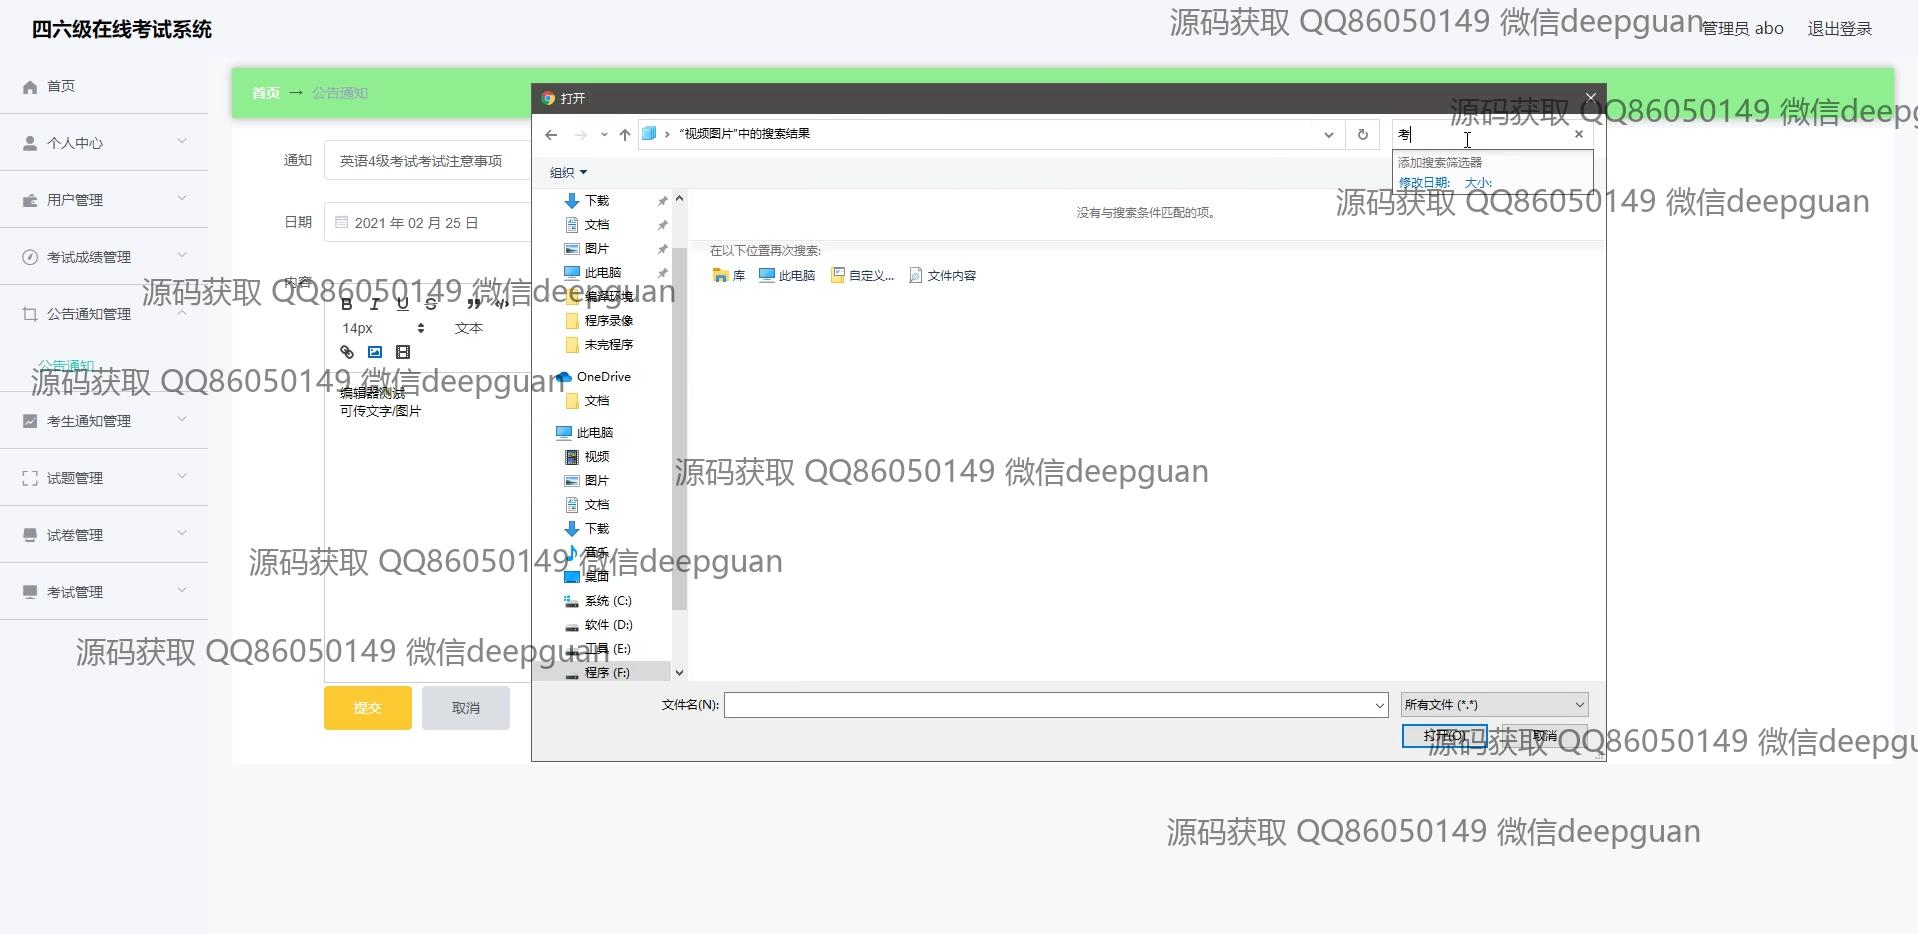 四六级在线考试系统
源码获取 QQ86050149 微信deepguan
管理员 abo
退出登录
首页
个人中心
用户管理
考试成绩管理
公告通知管理
公告通知
考生通知管理
试题管理
试卷管理
考试管理
首页 → 公告通知
源码获取 QQ86050149 微信deepg
通知
英语4级考试考试注意事项
日期
2021 年 02 月 25 日
内容
源码获取 QQ86050149 微信deepguan
B I U S ” </>
14px
文本
源码获取 QQ86050149 微信deepguan
编辑器测试
可传文字/图片
提交
取消
打开
“视频图片”中的搜索结果
考
添加搜索筛选器
修改日期: 大小:
源码获取 QQ86050149 微信deepguan
组织
没有与搜索条件匹配的项。
在以下位置再次搜索:
库
此电脑
自定义...
文件内容
下载
文档
图片
此电脑
编译环境
程序录像
未完程序
OneDrive
文档
此电脑
视频
图片
文档
下载
音乐
桌面
系统 (C:)
软件 (D:)
工具 (E:)
程序 (F:)
源码获取 QQ86050149 微信deepguan
源码获取 QQ86050149 微信deepguan
源码获取 QQ86050149 微信deepguan
文件名(N):
所有文件 (*.*)
打开(O)
取消
源码获取 QQ86050149 微信deepgu
源码获取 QQ86050149 微信deepguan